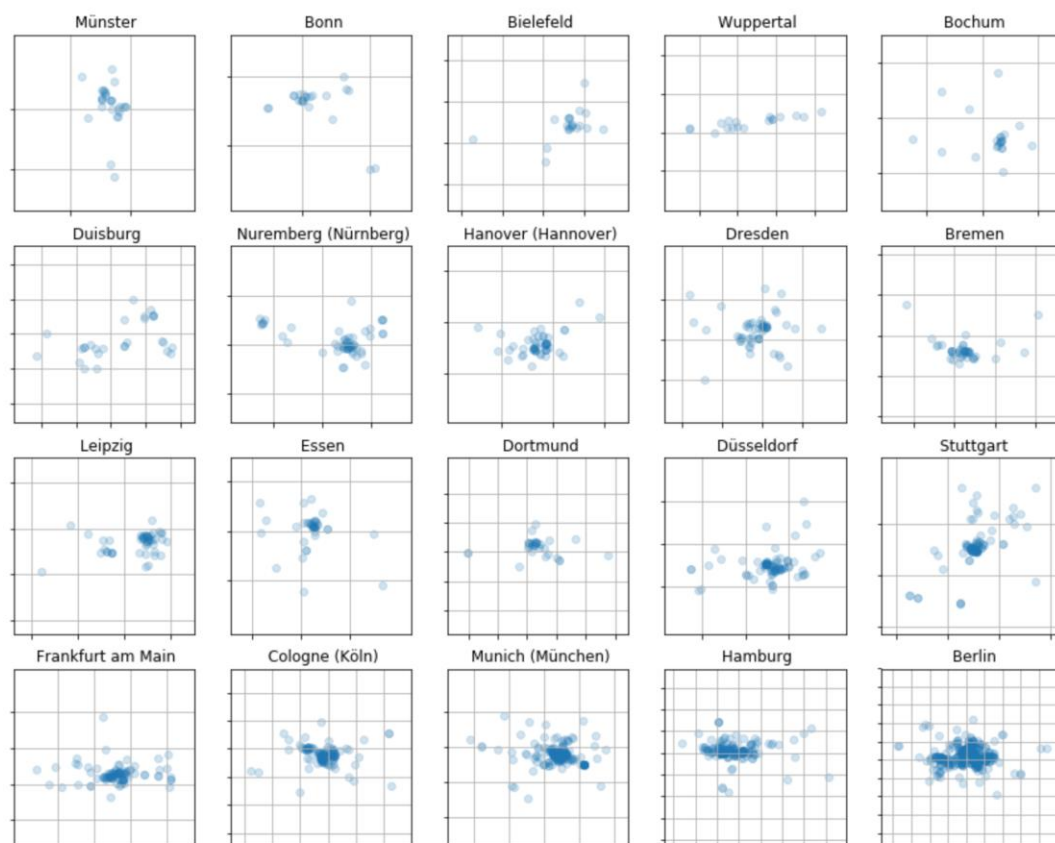 Münster Bonn Bielefeld Wuppertal Bochum
Duisburg Nuremberg (Nürnberg) Hanover (Hannover) Dresden Bremen
Leipzig Essen Dortmund Düsseldorf Stuttgart
Frankfurt am Main Cologne (Köln) Munich (München) Hamburg Berlin